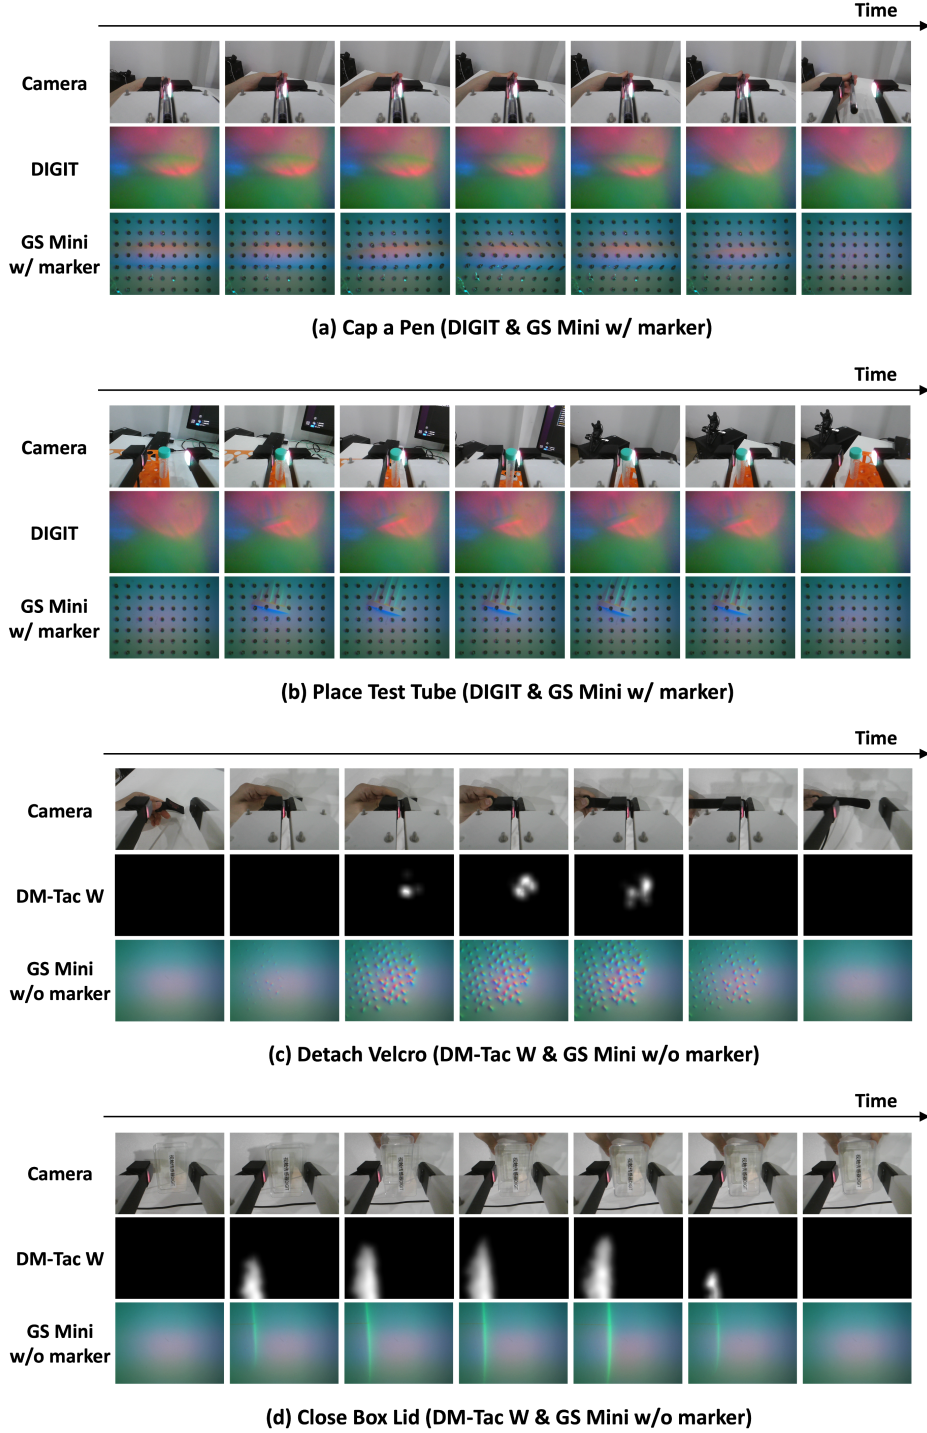 Time
Camera
DIGIT
GS Mini
w/ marker
(a) Cap a Pen (DIGIT & GS Mini w/ marker)
Time
Camera
DIGIT
GS Mini
w/ marker
(b) Place Test Tube (DIGIT & GS Mini w/ marker)
Time
Camera
DM-Tac W
GS Mini
w/o marker
(c) Detach Velcro (DM-Tac W & GS Mini w/o marker)
Time
Camera
DM-Tac W
GS Mini
w/o marker
(d) Close Box Lid (DM-Tac W & GS Mini w/o marker)